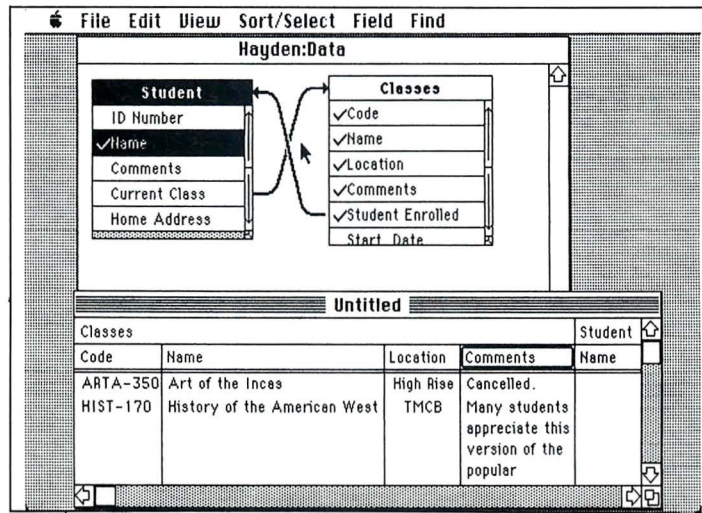 File Edit View Sort/Select Field Find
Hayden:Data
Student
ID Number
✓Name
Comments
Current Class
Home Address
Classes
✓Code
✓Name
✓Location
✓Comments
✓Student Enrolled
Start Date
Untitled
Classes Student
Code Name Location Comments Name
ARTA-350 Art of the Incas High Rise Cancelled.
HIST-170 History of the American West TMCB Many students
appreciate this
version of the
popular